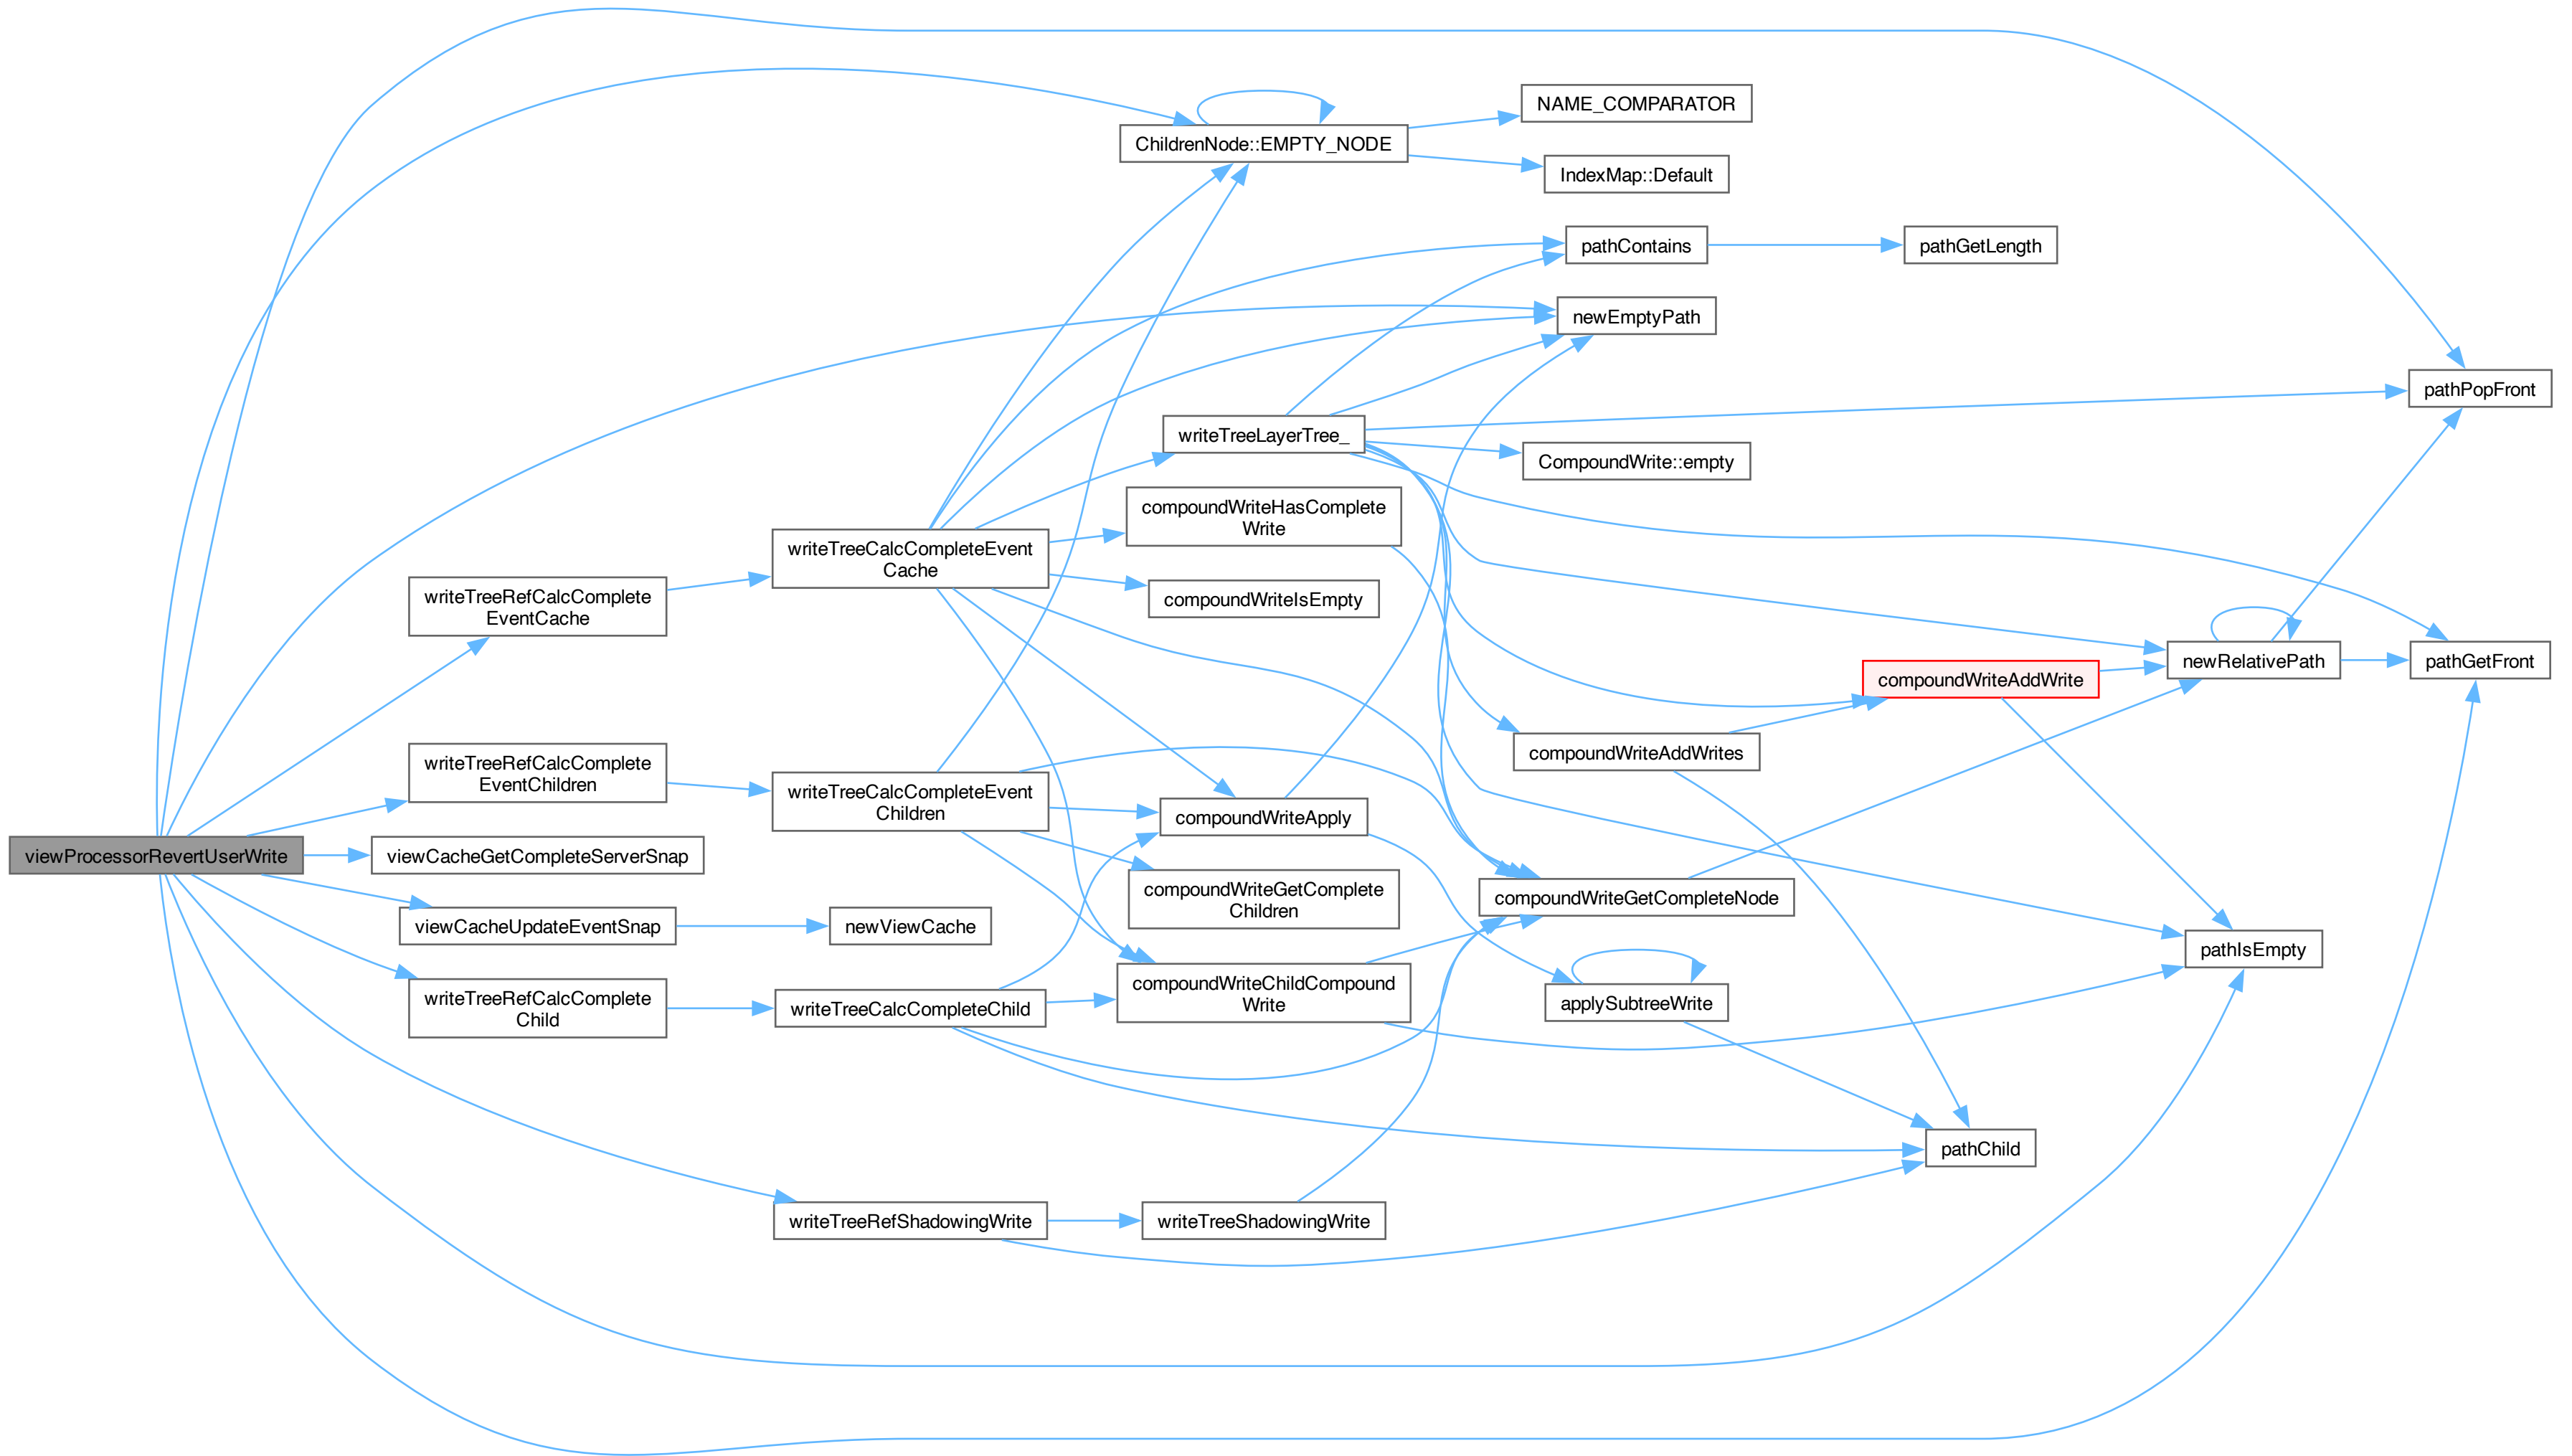 NAME_COMPARATOR
ChildrenNode::EMPTY_NODE
IndexMap::Default
pathContains
pathGetLength
newEmptyPath
pathPopFront
writeTreeLayerTree_
CompoundWrite::empty
compoundWriteHasComplete
Write
writeTreeCalcCompleteEvent
Cache
compoundWriteIsEmpty
writeTreeRefCalcComplete
EventCache
newRelativePath
pathGetFront
compoundWriteAddWrite
compoundWriteAddWrites
writeTreeRefCalcComplete
EventChildren
writeTreeCalcCompleteEvent
Children
compoundWriteApply
viewProcessorRevertUserWrite
viewCacheGetCompleteServerSnap
compoundWriteGetComplete
Children
compoundWriteGetCompleteNode
viewCacheUpdateEventSnap
newViewCache
pathIsEmpty
compoundWriteChildCompound
Write
writeTreeRefCalcComplete
Child
writeTreeCalcCompleteChild
applySubtreeWrite
pathChild
writeTreeRefShadowingWrite
writeTreeShadowingWrite